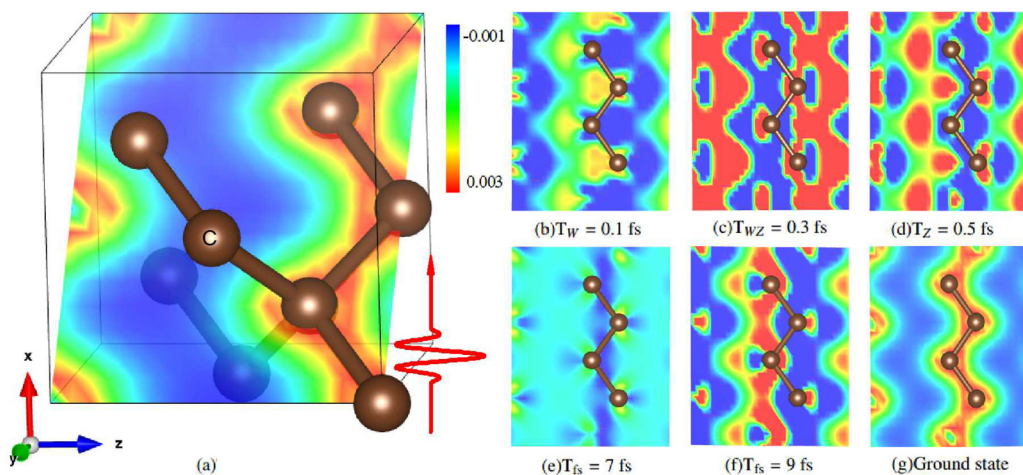 -0.001
0.003
C
x
y
z
(a)
(b)T_W = 0.1 fs
(c)T_WZ = 0.3 fs
(d)T_Z = 0.5 fs
(e)T_fs = 7 fs
(f)T_fs = 9 fs
(g)Ground state